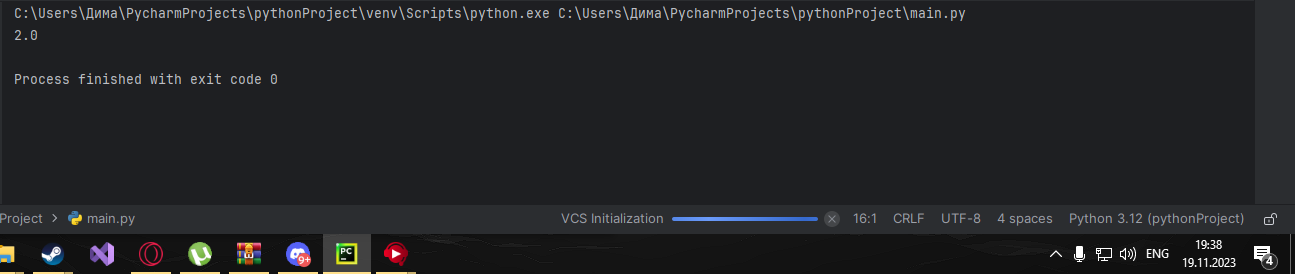 C:\Users\Дима\PycharmProjects\pythonProject\venv\Scripts\python.exe C:\Users\Дима\PycharmProjects\pythonProject\main.py
2.0
Process finished with exit code 0
Project > main.py VCS Initialization 16:1 CRLF UTF-8 4 spaces Python 3.12 (pythonProject)
9+ PC ENG 19:38
19.11.2023 4